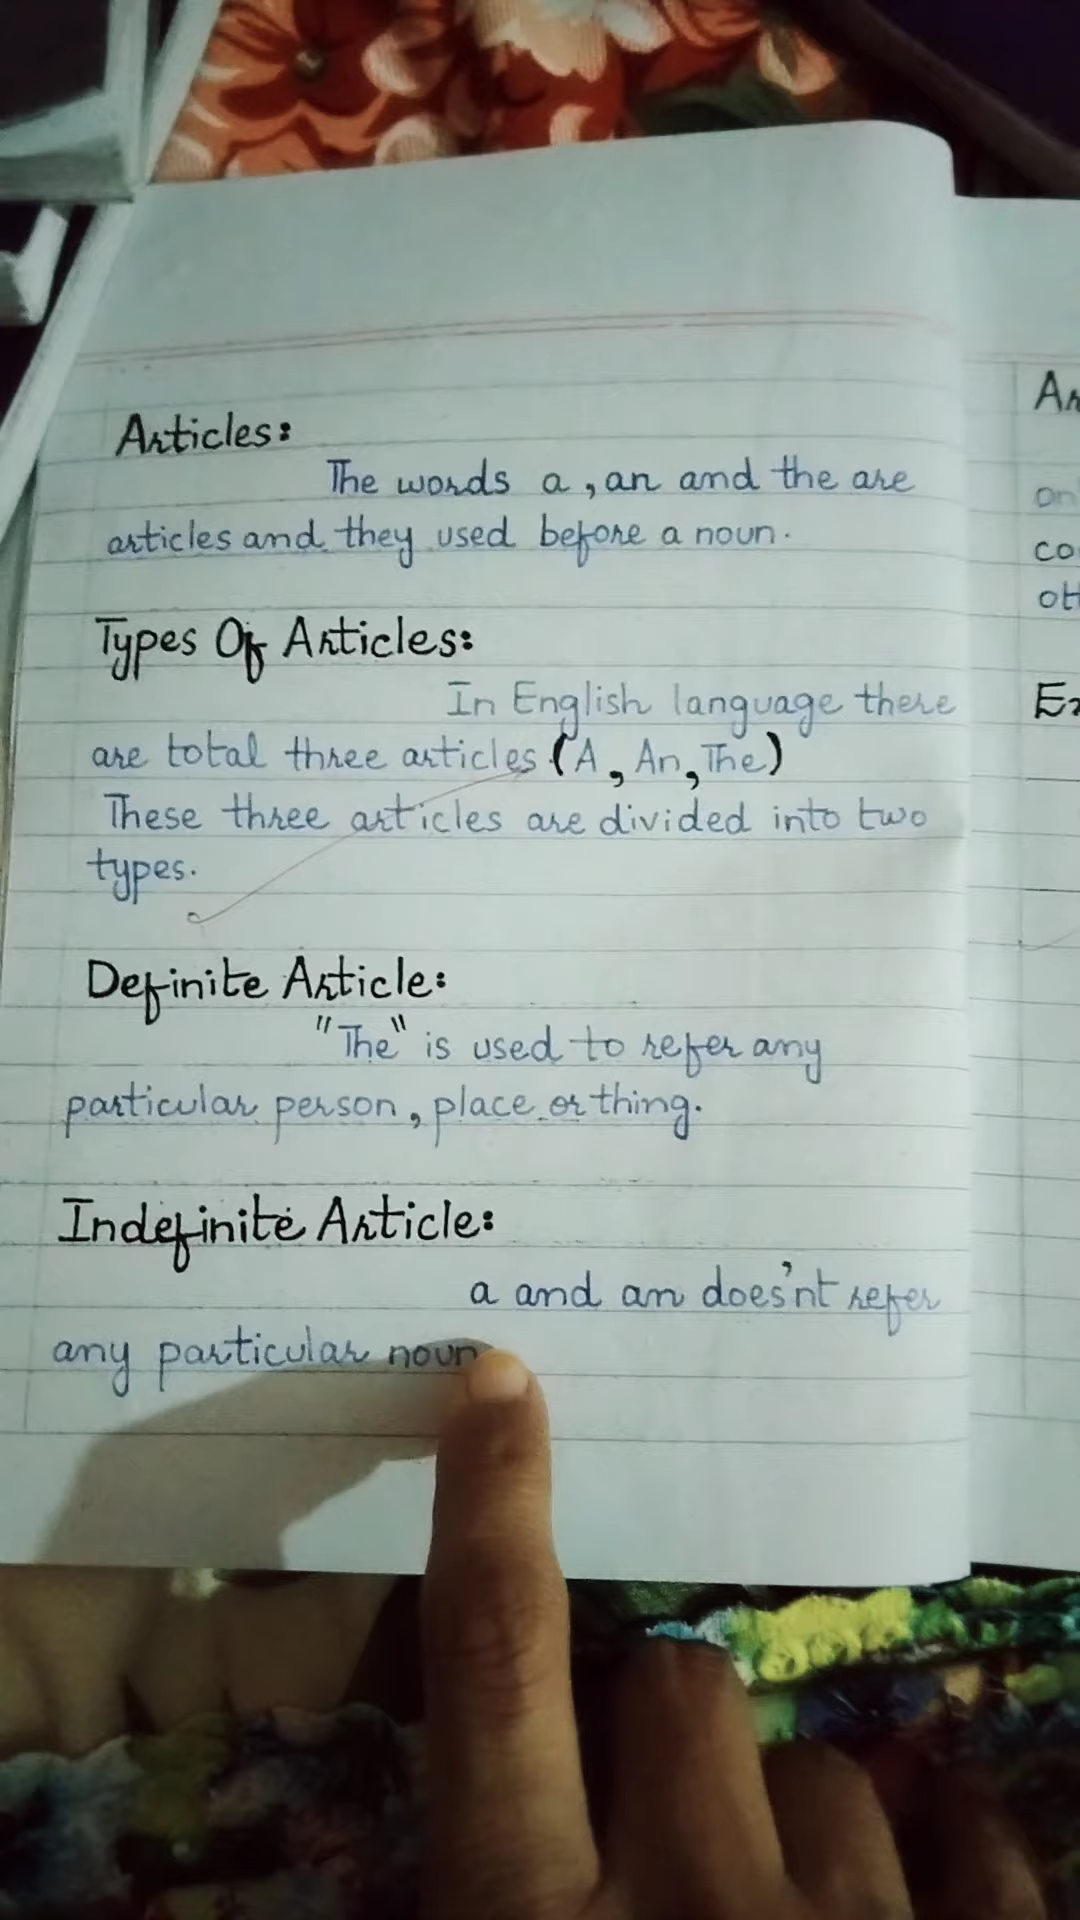 Articles:
The words a, an and the are
articles and they used before a noun.
Types Of Articles:
In English language there
are total three articles (A, An, The)
These three articles are divided into two
types.
Definite Article:
"The" is used to refer any
particular person, place or thing.
Indefinite Article:
a and an does'nt refer
any particular noun